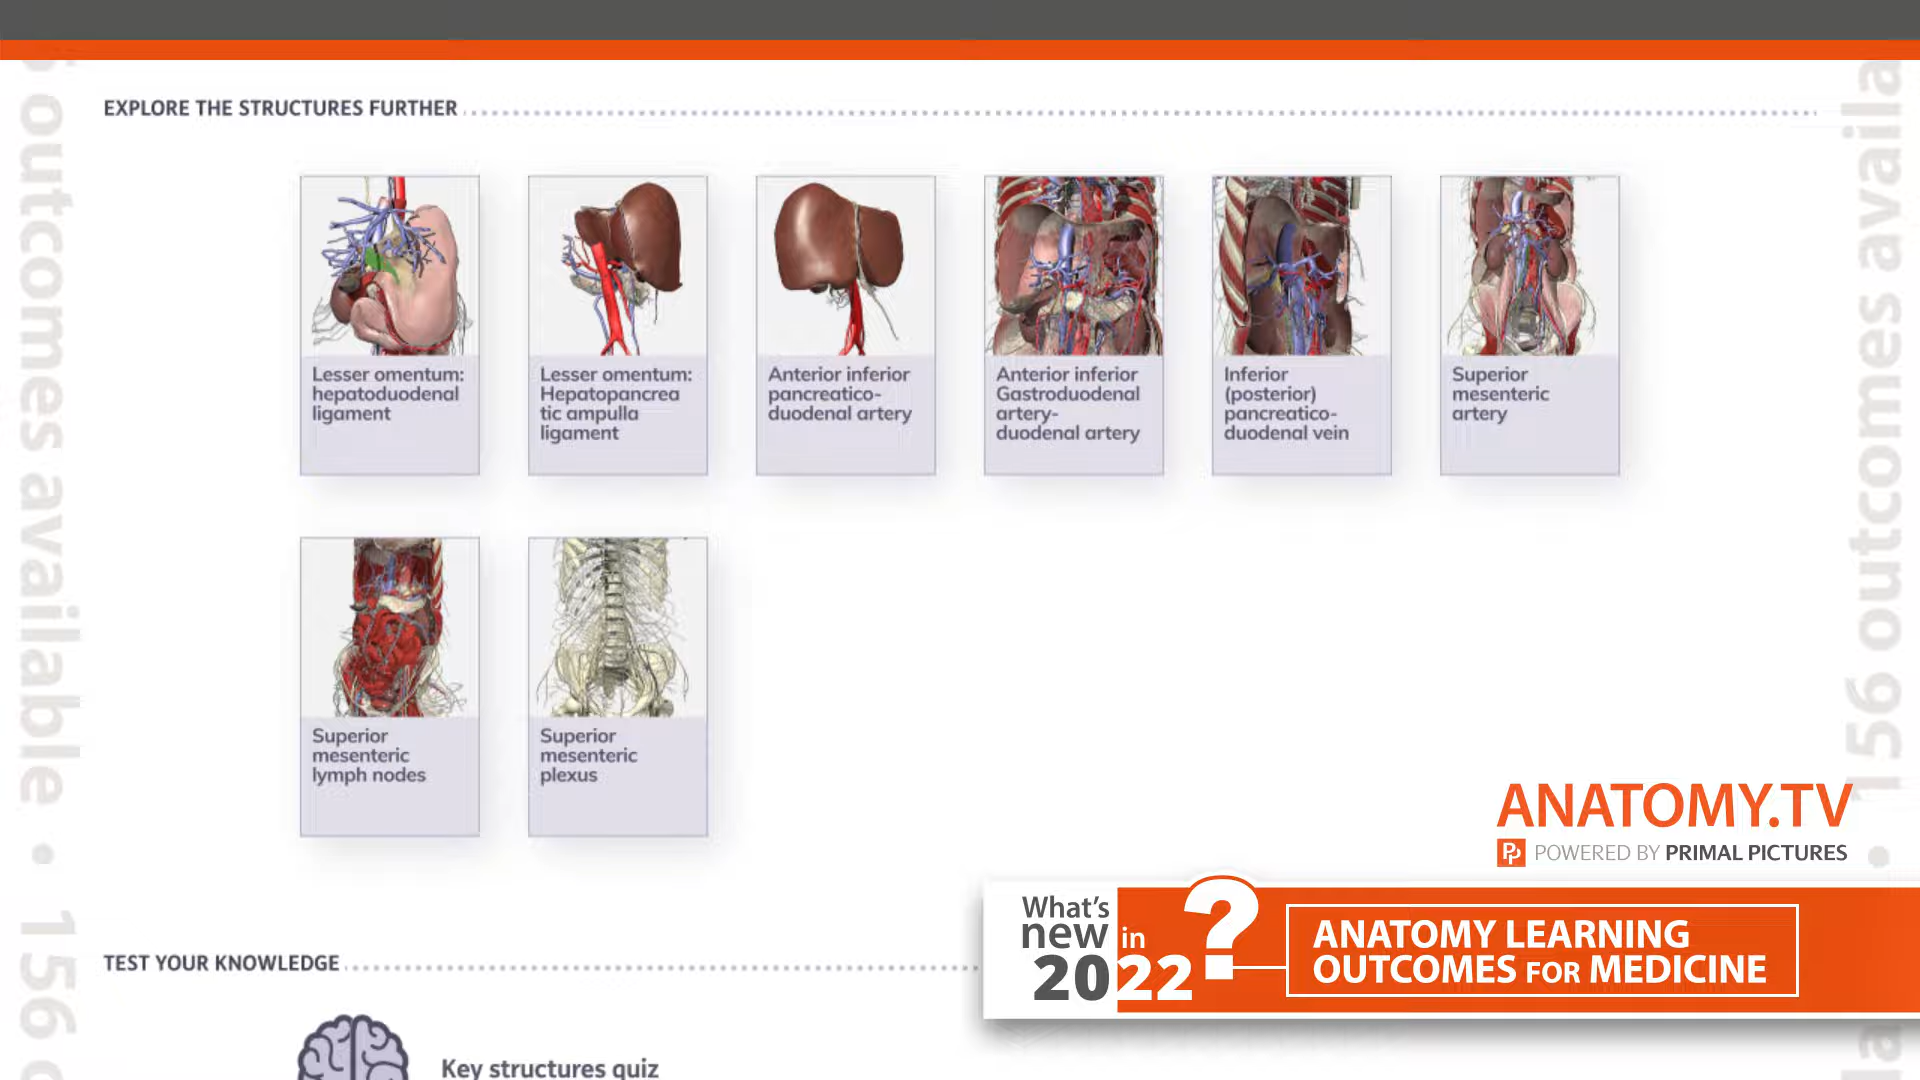 EXPLORE THE STRUCTURES FURTHER
Lesser omentum:
hepatoduodenal
ligament
Lesser omentum:
Hepatopancrea
tic ampulla
ligament
Anterior inferior
pancreatico-
duodenal artery
Anterior inferior
Gastroduodenal
artery-
duodenal artery
Inferior
(posterior)
pancreatico-
duodenal vein
Superior
mesenteric
artery
Superior
mesenteric
lymph nodes
Superior
mesenteric
plexus
ANATOMY.TV
POWERED BY PRIMAL PICTURES
What's
new in
2022?
ANATOMY LEARNING
OUTCOMES FOR MEDICINE
TEST YOUR KNOWLEDGE
Key structures quiz
outcomes available • 156 o
156 outcomes availa